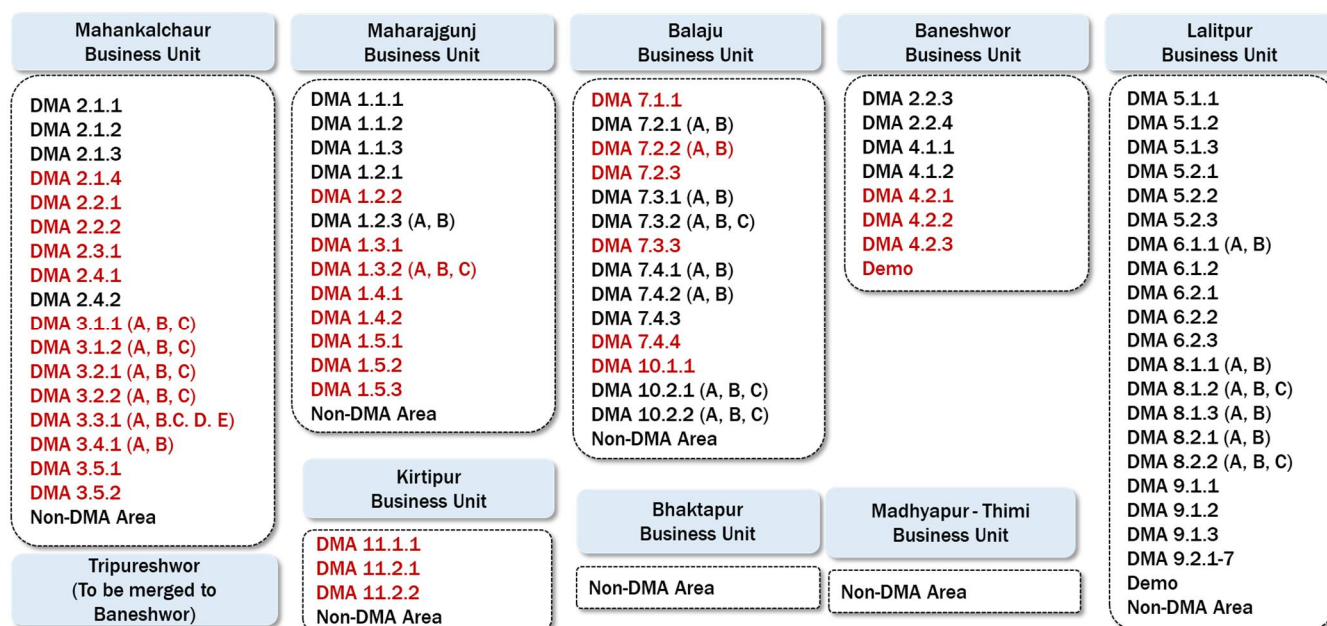 Mahankalchaur
Business Unit
DMA 2.1.1
DMA 2.1.2
DMA 2.1.3
DMA 2.1.4
DMA 2.2.1
DMA 2.2.2
DMA 2.3.1
DMA 2.4.1
DMA 2.4.2
DMA 3.1.1 (A, B, C)
DMA 3.1.2 (A, B, C)
DMA 3.2.1 (A, B, C)
DMA 3.2.2 (A, B, C)
DMA 3.3.1 (A, B.C. D. E)
DMA 3.4.1 (A, B)
DMA 3.5.1
DMA 3.5.2
Non-DMA Area
Tripureshwor
(To be merged to
Baneshwor)
Maharajgunj
Business Unit
DMA 1.1.1
DMA 1.1.2
DMA 1.1.3
DMA 1.2.1
DMA 1.2.2
DMA 1.2.3 (A, B)
DMA 1.3.1
DMA 1.3.2 (A, B, C)
DMA 1.4.1
DMA 1.4.2
DMA 1.5.1
DMA 1.5.2
DMA 1.5.3
Non-DMA Area
Kirtipur
Business Unit
DMA 11.1.1
DMA 11.2.1
DMA 11.2.2
Non-DMA Area
Balaju
Business Unit
DMA 7.1.1
DMA 7.2.1 (A, B)
DMA 7.2.2 (A, B)
DMA 7.2.3
DMA 7.3.1 (A, B)
DMA 7.3.2 (A, B, C)
DMA 7.3.3
DMA 7.4.1 (A, B)
DMA 7.4.2 (A, B)
DMA 7.4.3
DMA 7.4.4
DMA 10.1.1
DMA 10.2.1 (A, B, C)
DMA 10.2.2 (A, B, C)
Non-DMA Area
Bhaktapur
Business Unit
Non-DMA Area
Baneshwor
Business Unit
DMA 2.2.3
DMA 2.2.4
DMA 4.1.1
DMA 4.1.2
DMA 4.2.1
DMA 4.2.2
DMA 4.2.3
Demo
Madhyapur - Thimi
Business Unit
Non-DMA Area
Lalitpur
Business Unit
DMA 5.1.1
DMA 5.1.2
DMA 5.1.3
DMA 5.2.1
DMA 5.2.2
DMA 5.2.3
DMA 6.1.1 (A, B)
DMA 6.1.2
DMA 6.2.1
DMA 6.2.2
DMA 6.2.3
DMA 8.1.1 (A, B)
DMA 8.1.2 (A, B, C)
DMA 8.1.3 (A, B)
DMA 8.2.1 (A, B)
DMA 8.2.2 (A, B, C)
DMA 9.1.1
DMA 9.1.2
DMA 9.1.3
DMA 9.2.1-7
Demo
Non-DMA Area